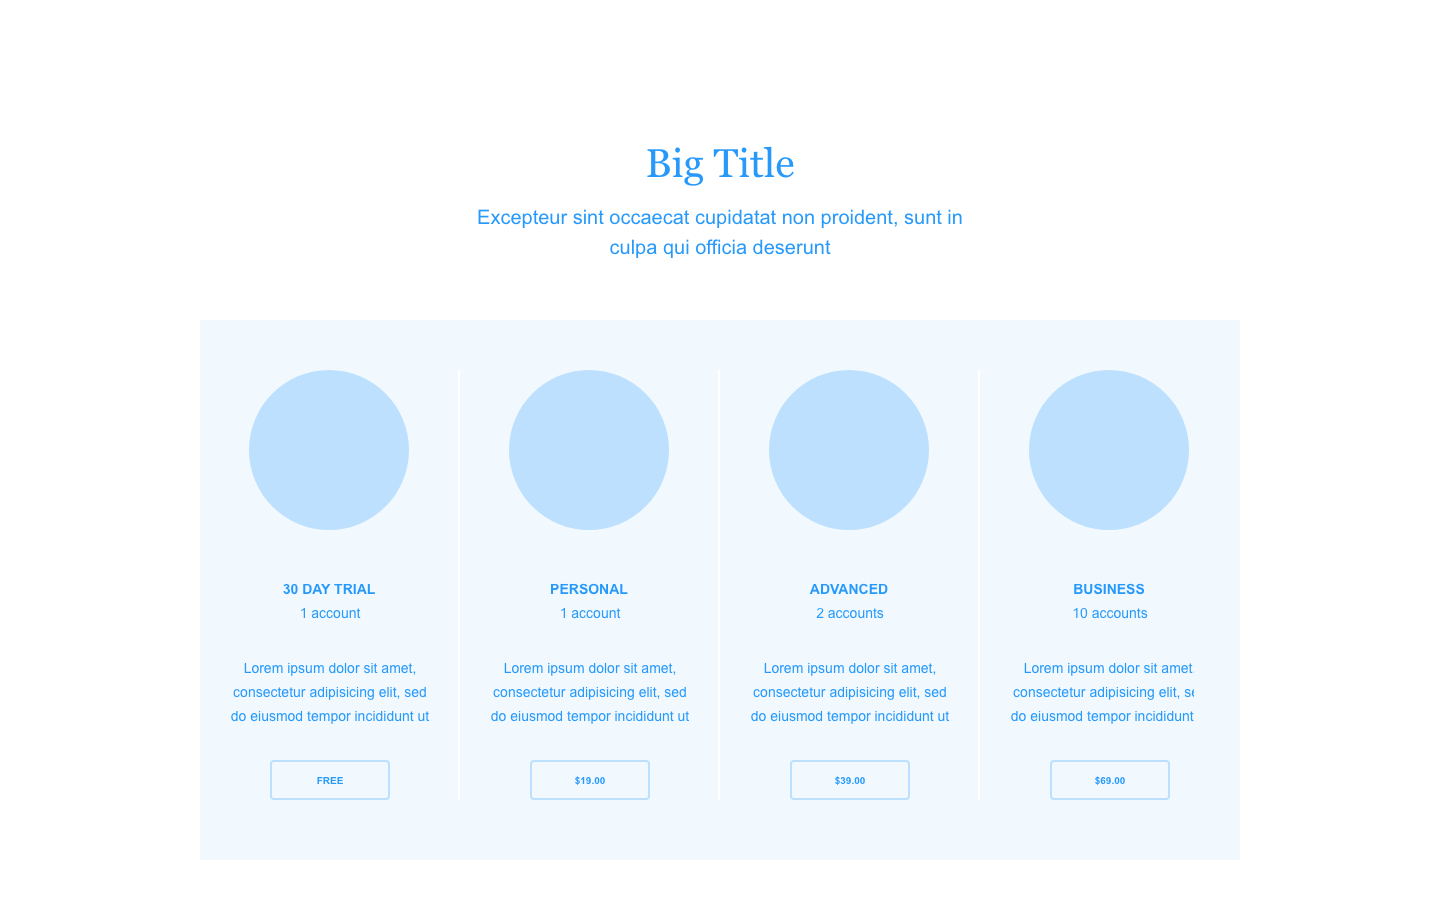 Big Title
Excepteur sint occaecat cupidatat non proident, sunt in
culpa qui officia deserunt
30 DAY TRIAL
1 account
Lorem ipsum dolor sit amet,
consectetur adipisicing elit, sed
do eiusmod tempor incididunt ut
FREE
PERSONAL
1 account
Lorem ipsum dolor sit amet,
consectetur adipisicing elit, sed
do eiusmod tempor incididunt ut
$19.00
ADVANCED
2 accounts
Lorem ipsum dolor sit amet,
consectetur adipisicing elit, sed
do eiusmod tempor incididunt ut
$39.00
BUSINESS
10 accounts
Lorem ipsum dolor sit amet
consectetur adipisicing elit,
do eiusmod tempor incididunt
$69.00